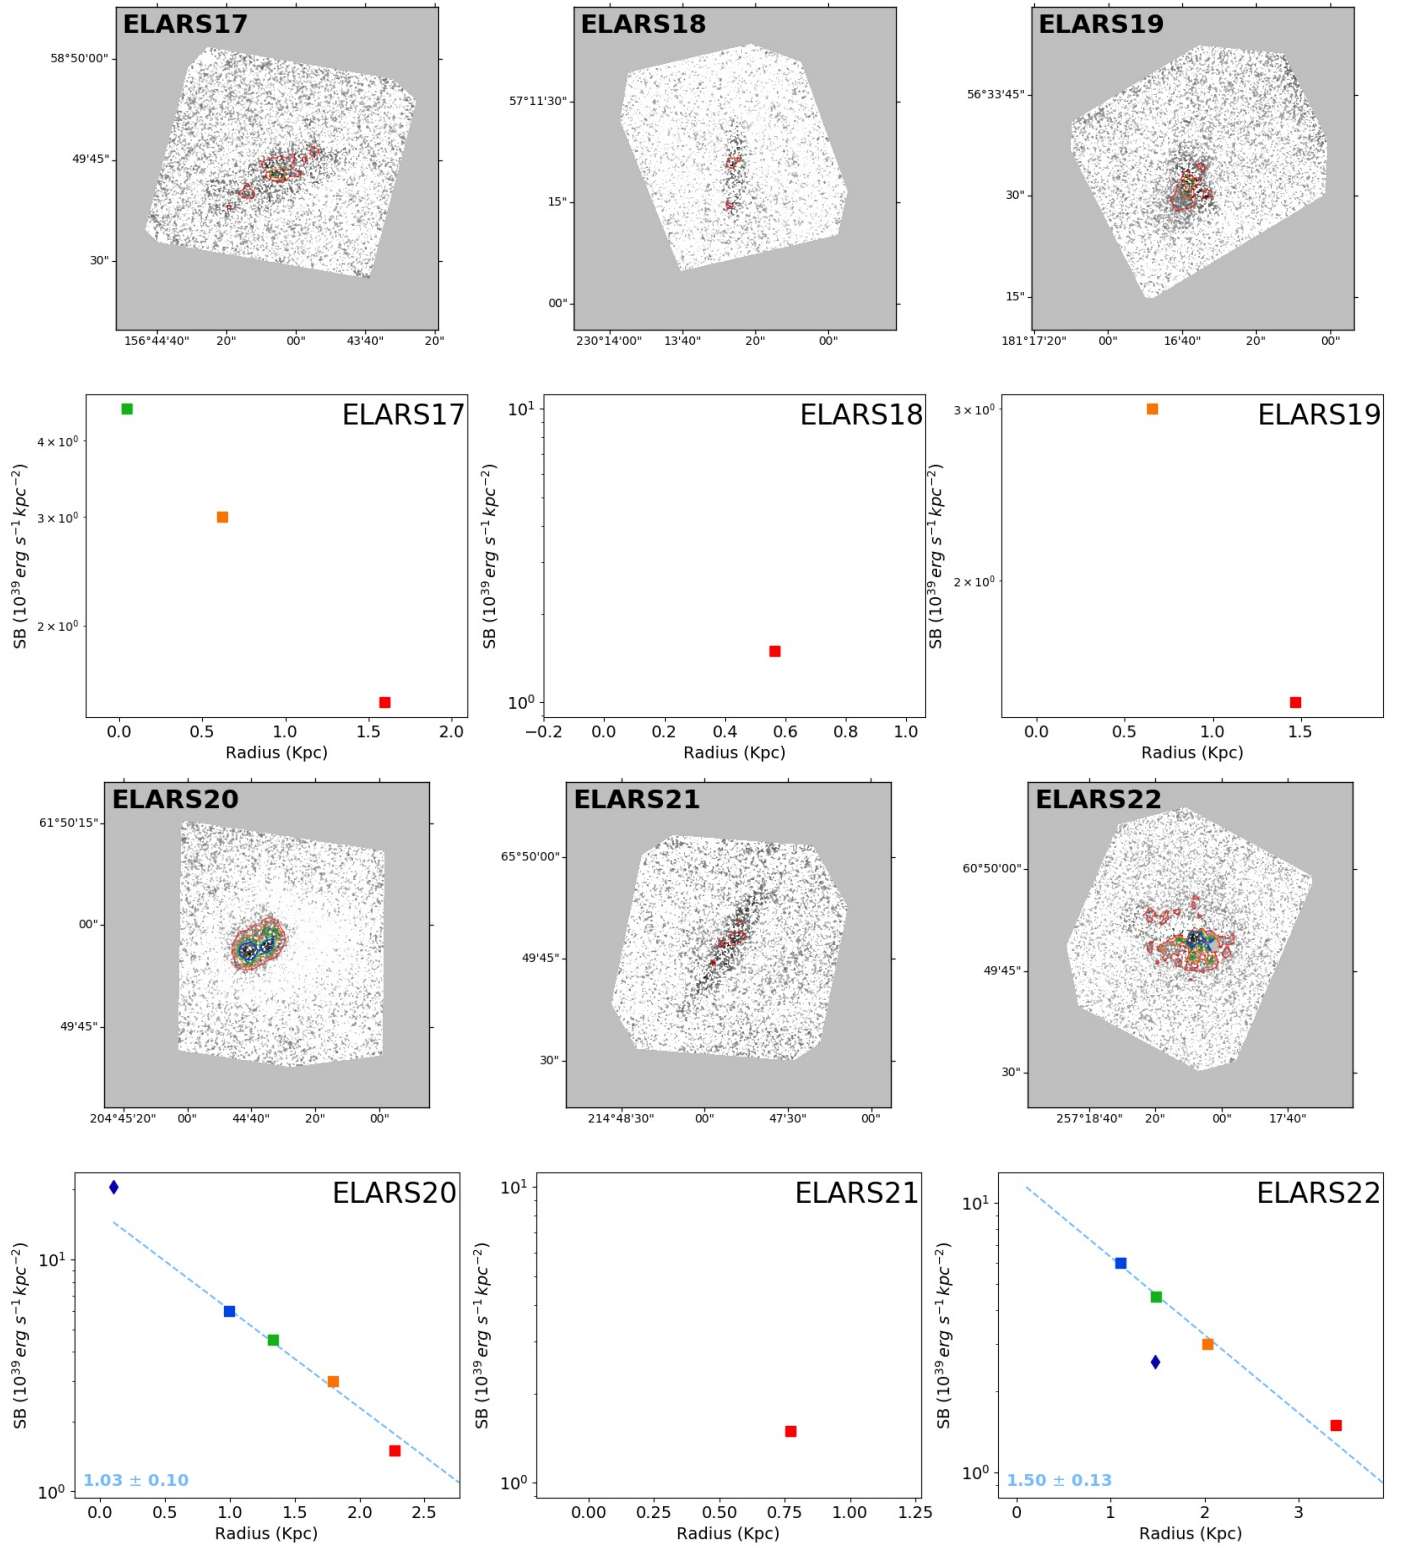 ELARS17
58°50'00"
49'45"
30"
156°44'40" 20" 00" 43'40" 20"
ELARS18
57°11'30"
15"
00"
230°14'00" 13'40" 20" 00"
ELARS19
56°33'45"
30"
15"
181°17'20" 00" 16'40" 20" 00"
ELARS17
4 × 10⁰
3 × 10⁰
2 × 10⁰
SB (10³⁹ erg s⁻¹ kpc⁻²)
0.0 0.5 1.0 1.5 2.0
Radius (Kpc)
ELARS18
10¹
10⁰
SB (10³⁹ erg s⁻¹ kpc⁻²)
−0.2 0.0 0.2 0.4 0.6 0.8 1.0
Radius (Kpc)
ELARS19
3 × 10⁰
2 × 10⁰
SB (10³⁹ erg s⁻¹ kpc⁻²)
0.0 0.5 1.0 1.5
Radius (Kpc)
ELARS20
61°50'15"
00"
49'45"
204°45'20" 00" 44'40" 20" 00"
ELARS21
65°50'00"
49'45"
30"
214°48'30" 00" 47'30" 00"
ELARS22
60°50'00"
49'45"
30"
257°18'40" 20" 00" 17'40"
ELARS20
10¹
10⁰
SB (10³⁹ erg s⁻¹ kpc⁻²)
1.03 ± 0.10
0.0 0.5 1.0 1.5 2.0 2.5
Radius (Kpc)
ELARS21
10¹
10⁰
SB (10³⁹ erg s⁻¹ kpc⁻²)
0.00 0.25 0.50 0.75 1.00 1.25
Radius (Kpc)
ELARS22
10¹
10⁰
SB (10³⁹ erg s⁻¹ kpc⁻²)
1.50 ± 0.13
0 1 2 3
Radius (Kpc)